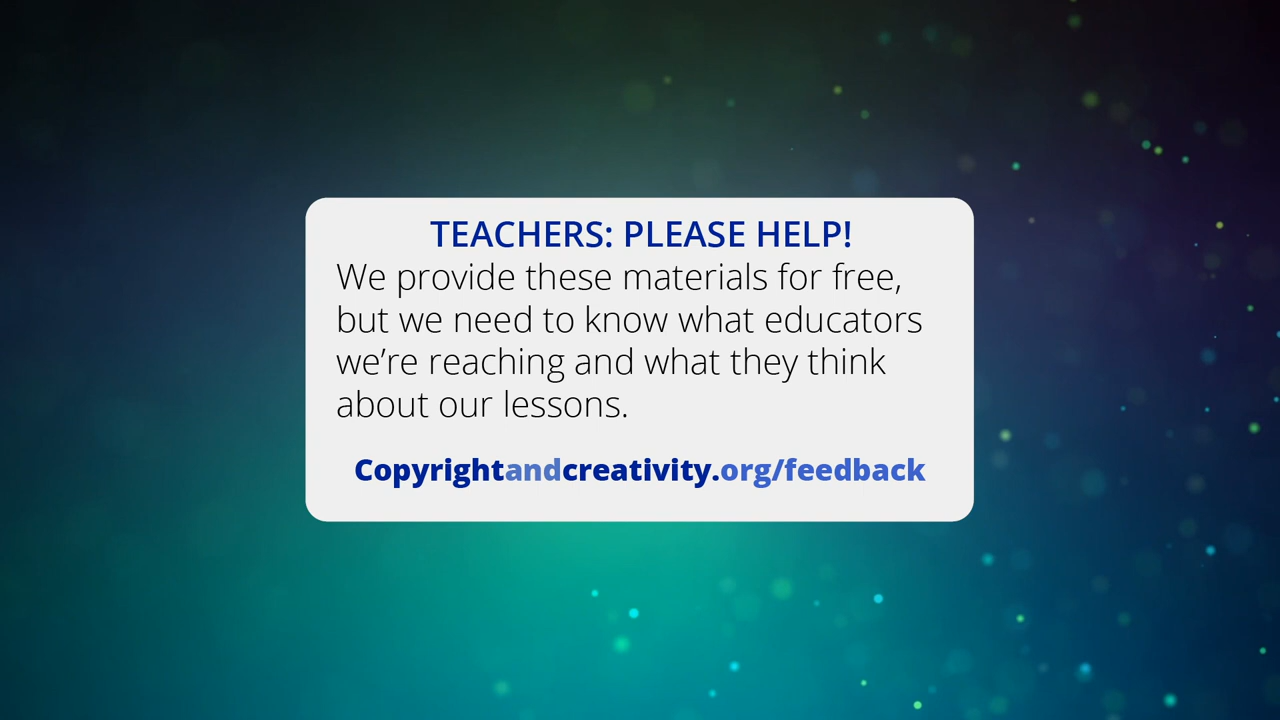 TEACHERS: PLEASE HELP!
We provide these materials for free,
but we need to know what educators
we’re reaching and what they think
about our lessons.
Copyrightandcreativity.org/feedback